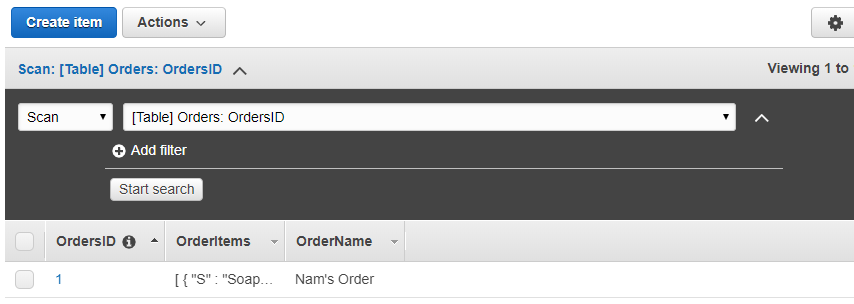 Create item Actions
Scan: [Table] Orders: OrdersID Viewing 1 to
Scan [Table] Orders: OrdersID
Add filter
Start search
OrdersID OrderItems OrderName
1 [ { "S" : "Soap... Nam's Order